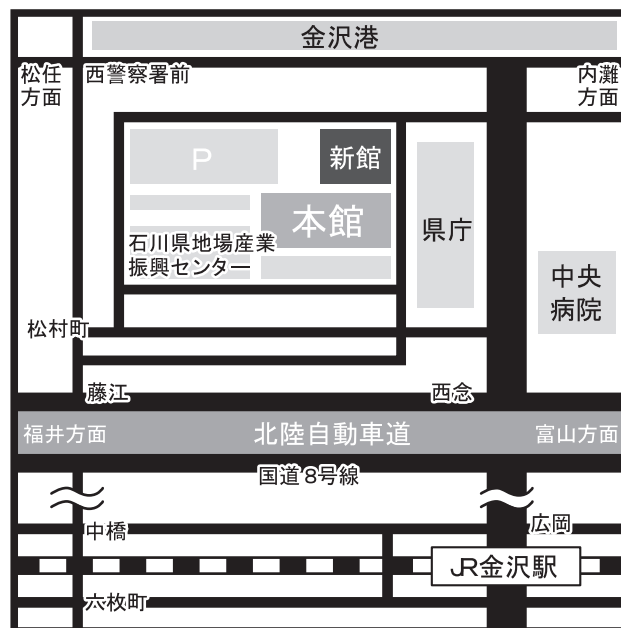 金沢港
松任
方面
西警察署前
内灘
方面
P
新館
本館
県庁
石川県地場産業
振興センター
中央
病院
松村町
藤江
西念
福井方面
北陸自動車道
富山方面
国道8号線
中橋
広岡
JR金沢駅
六枚町